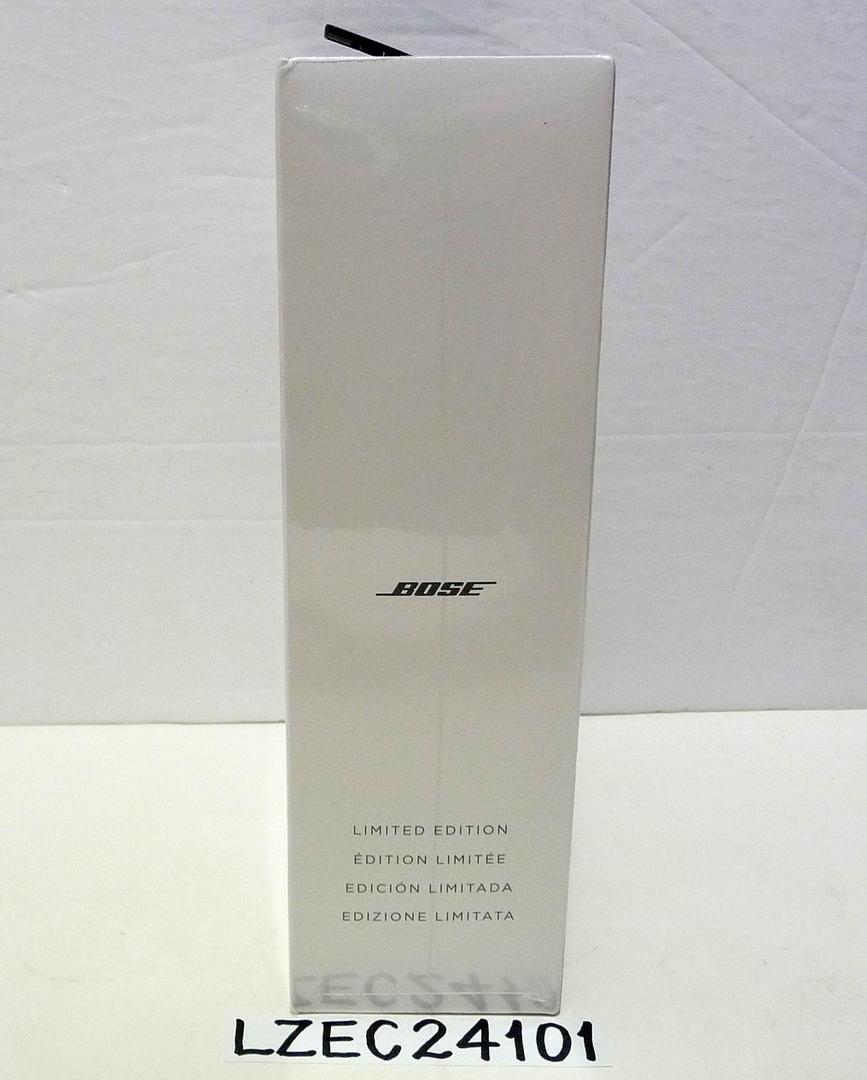 BOSE
LIMITED EDITION
ÉDITION LIMITÉE
EDICIÓN LIMITADA
EDIZIONE LIMITATA
LZEC24101